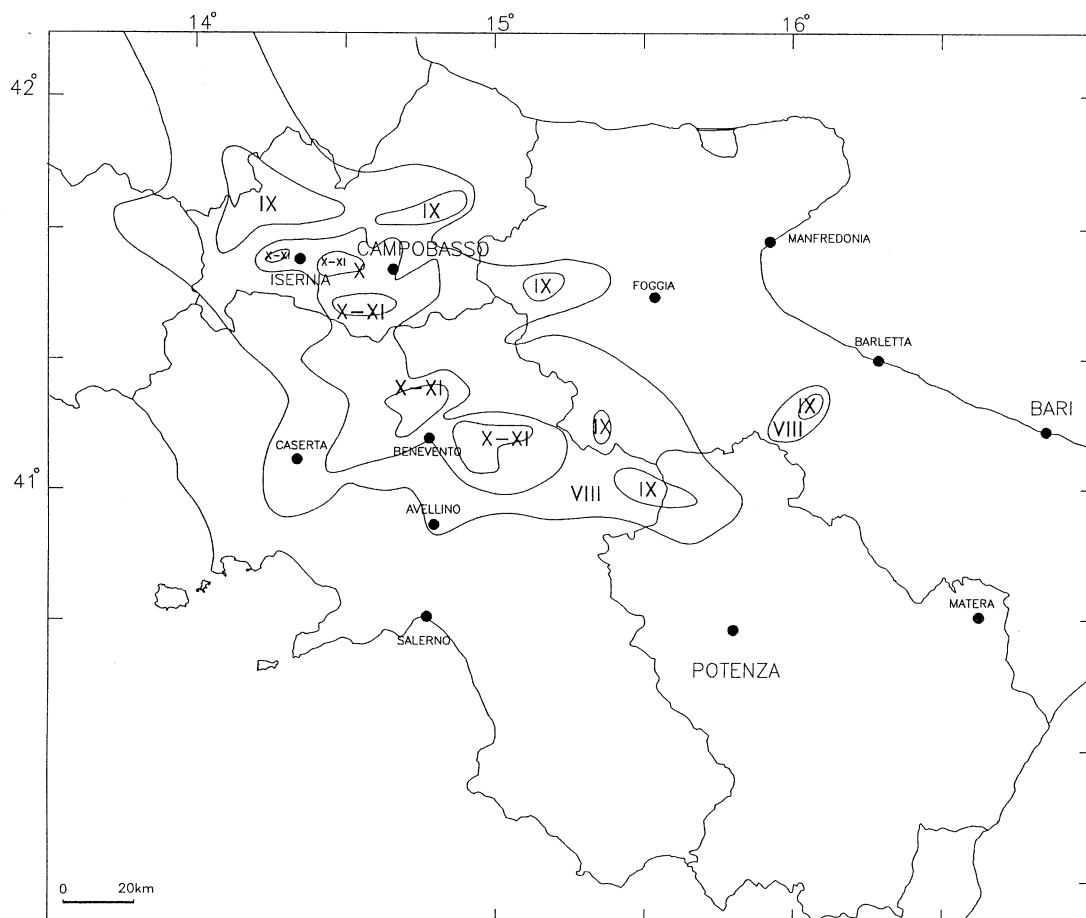 14° 15° 16°
42°
IX
IX
CAMPOBASSO
MANFREDONIA
X-XI X-XI X
ISERNIA
IX
FOGGIA
X-XI
BARLETTA
X-XI
IX
VIII
BARI
IX
X-XI
CASERTA
BENEVENTO
41°
VIII
IX
AVELLINO
MATERA
SALERNO
POTENZA
0 20km